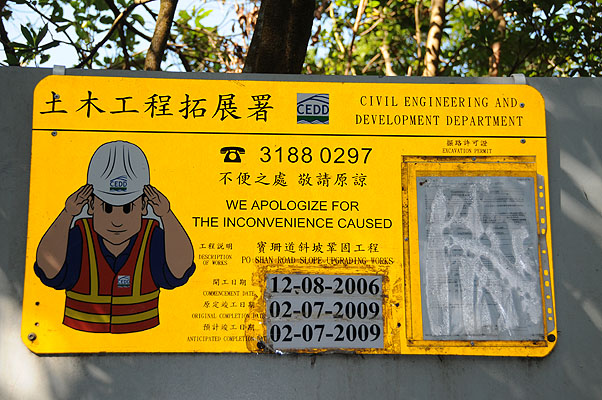 土木工程拓展署
CEDD
CIVIL ENGINEERING AND
DEVELOPMENT DEPARTMENT
掘路許可證
EXCAVATION PERMIT
☎ 3188 0297
不便之處 敬請原諒
WE APOLOGIZE FOR
THE INCONVENIENCE CAUSED
CEDD
CEDD
工程説明
DESCRIPTION
OF WORKS
寶珊道斜坡鞏固工程
PO SHAN ROAD SLOPE UPGRADING WORKS
開工日期
COMMENCEMENT DATE
12-08-2006
原定竣工日期
ORIGINAL COMPLETION DATE
02-07-2009
預計竣工日期
ANTICIPATED COMPLETION DATE
02-07-2009